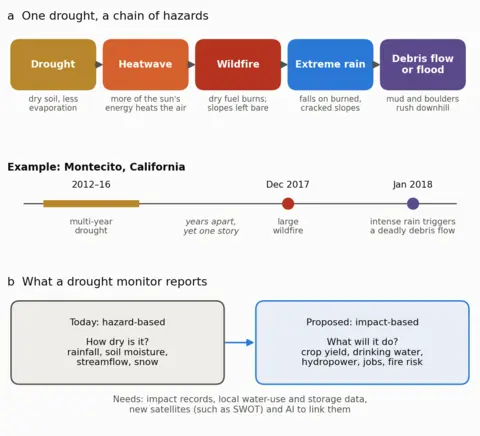 a One drought, a chain of hazards
Drought
Heatwave
Wildfire
Extreme rain
Debris flow
or flood
dry soil, less
evaporation
more of the sun's
energy heats the air
dry fuel burns;
slopes left bare
falls on burned,
cracked slopes
mud and boulders
rush downhill
Example: Montecito, California
2012–16
Dec 2017
Jan 2018
multi-year
drought
years apart,
yet one story
large
wildfire
intense rain triggers
a deadly debris flow
b What a drought monitor reports
Today: hazard-based
How dry is it?
rainfall, soil moisture,
streamflow, snow
Proposed: impact-based
What will it do?
crop yield, drinking water,
hydropower, jobs, fire risk
Needs: impact records, local water-use and storage data,
new satellites (such as SWOT) and AI to link them